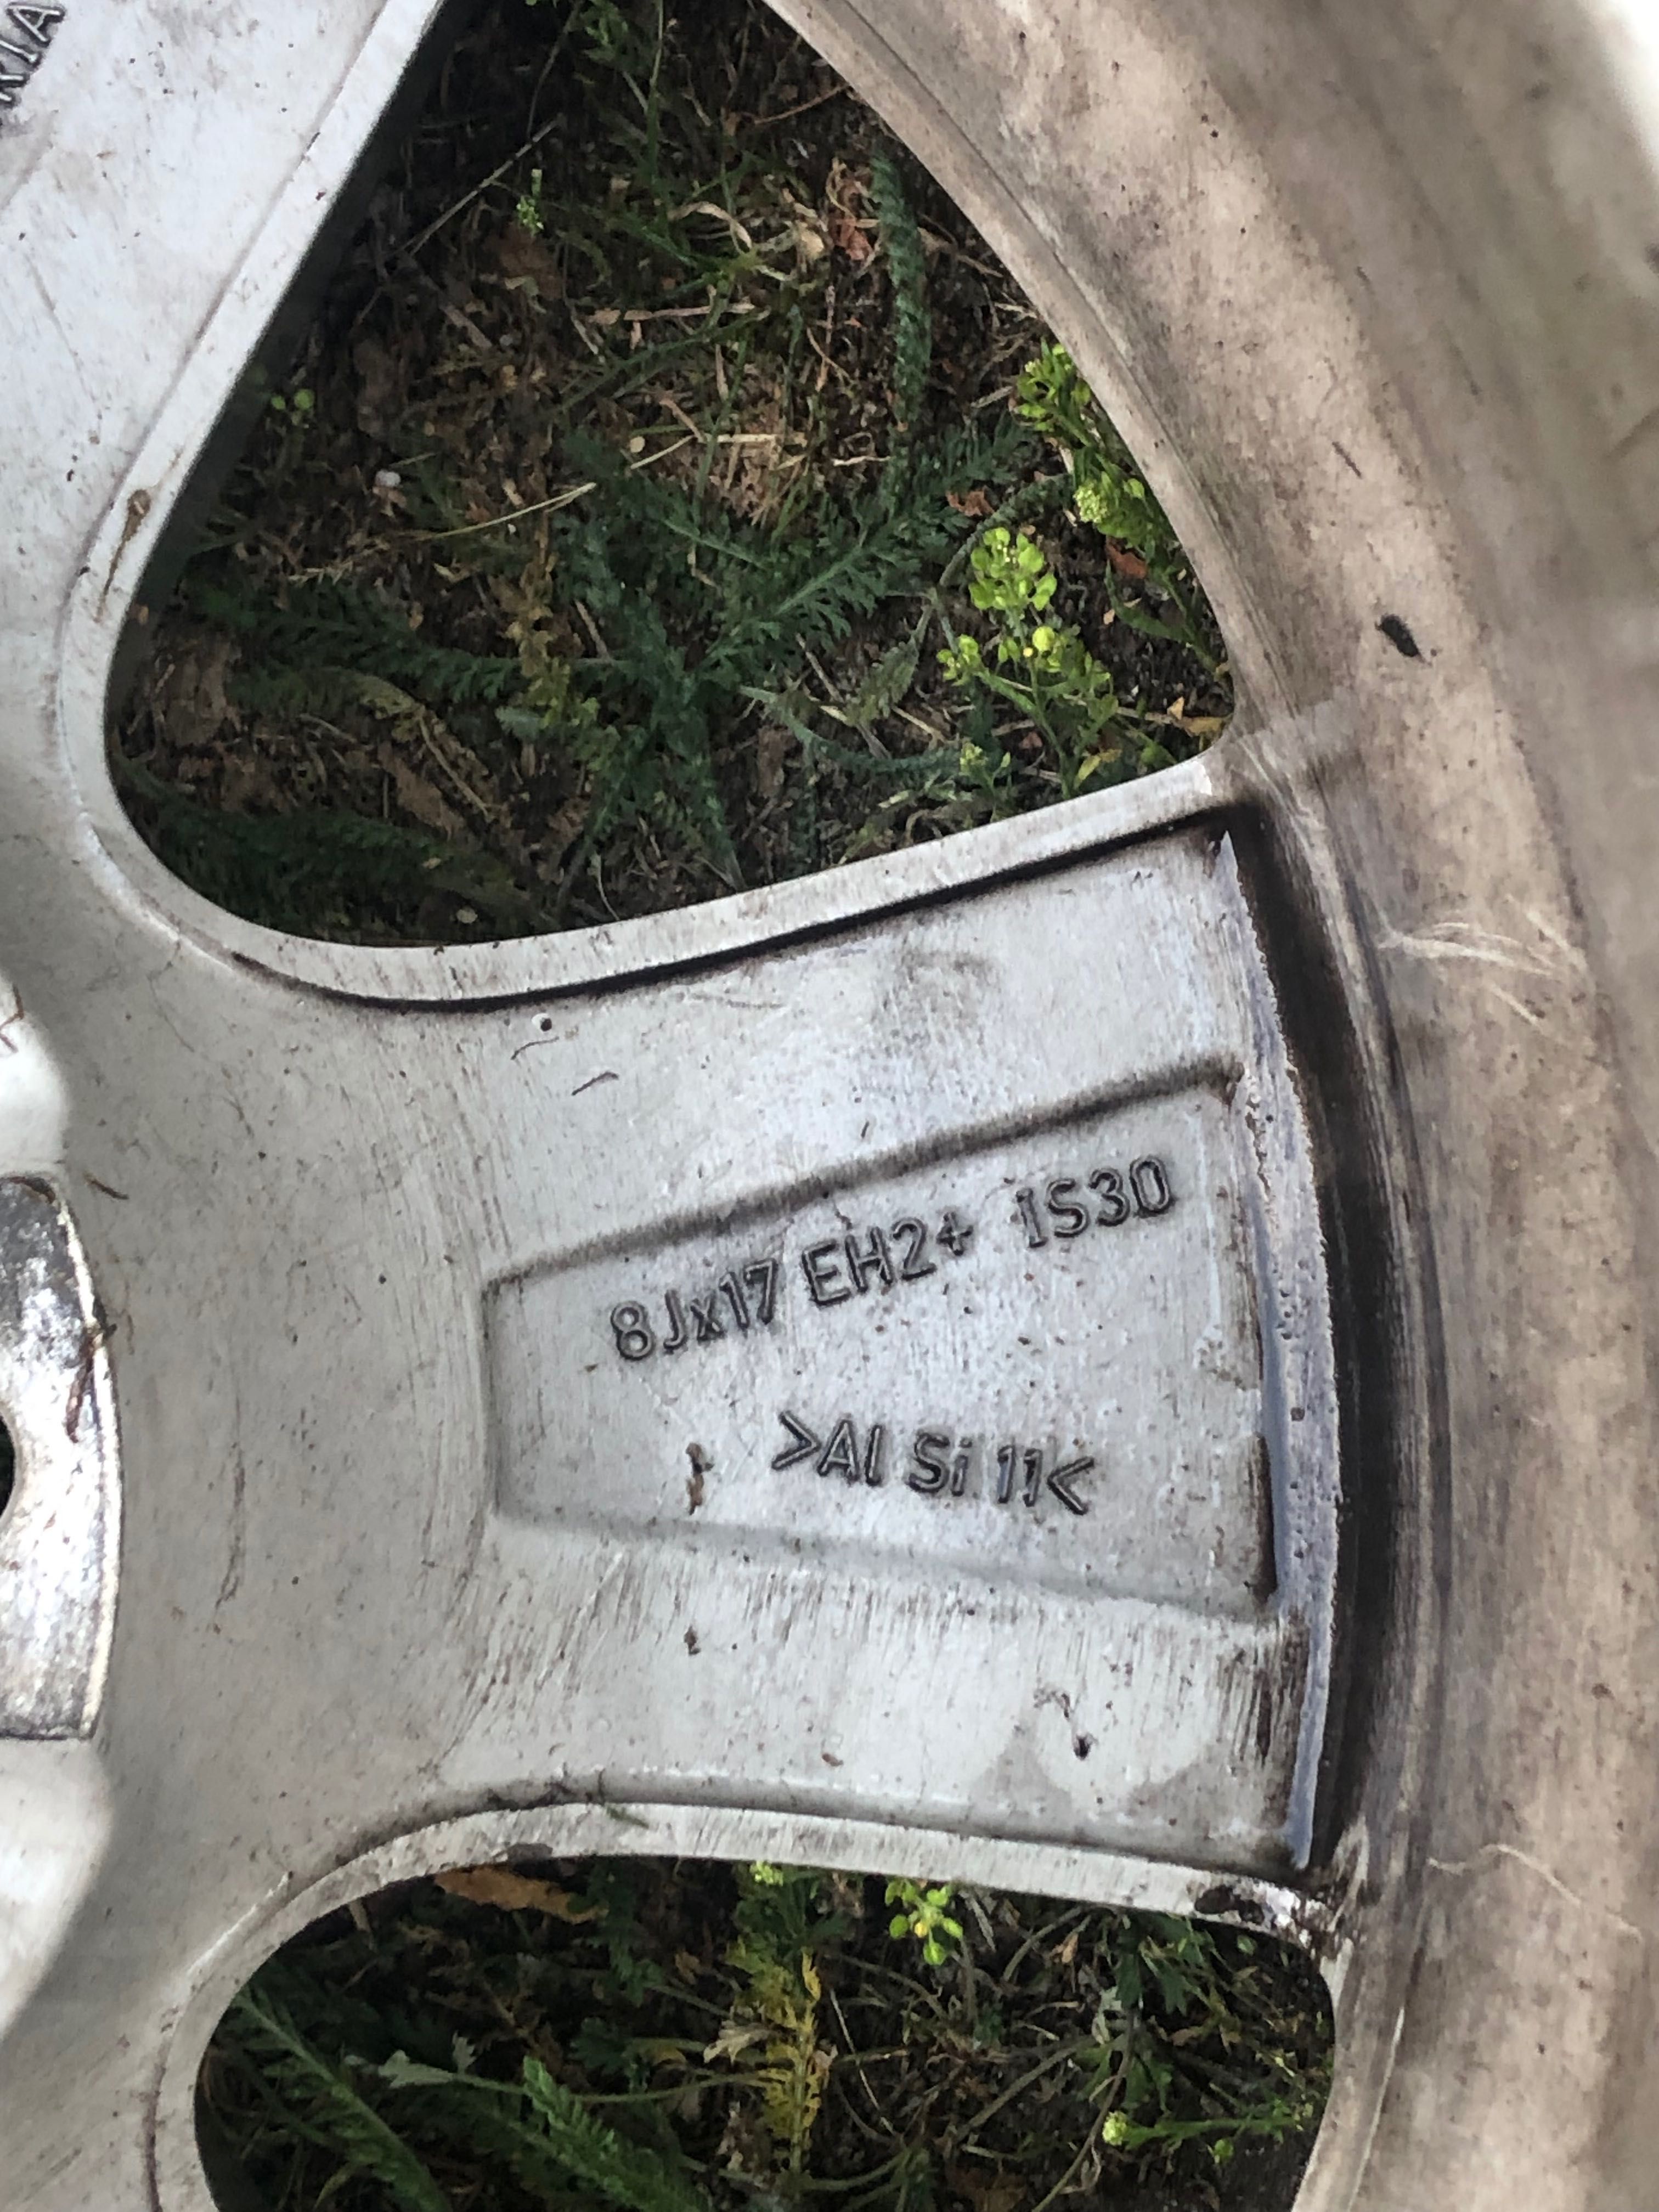 8Jx17 EH2+ IS30
>Al Si 11<